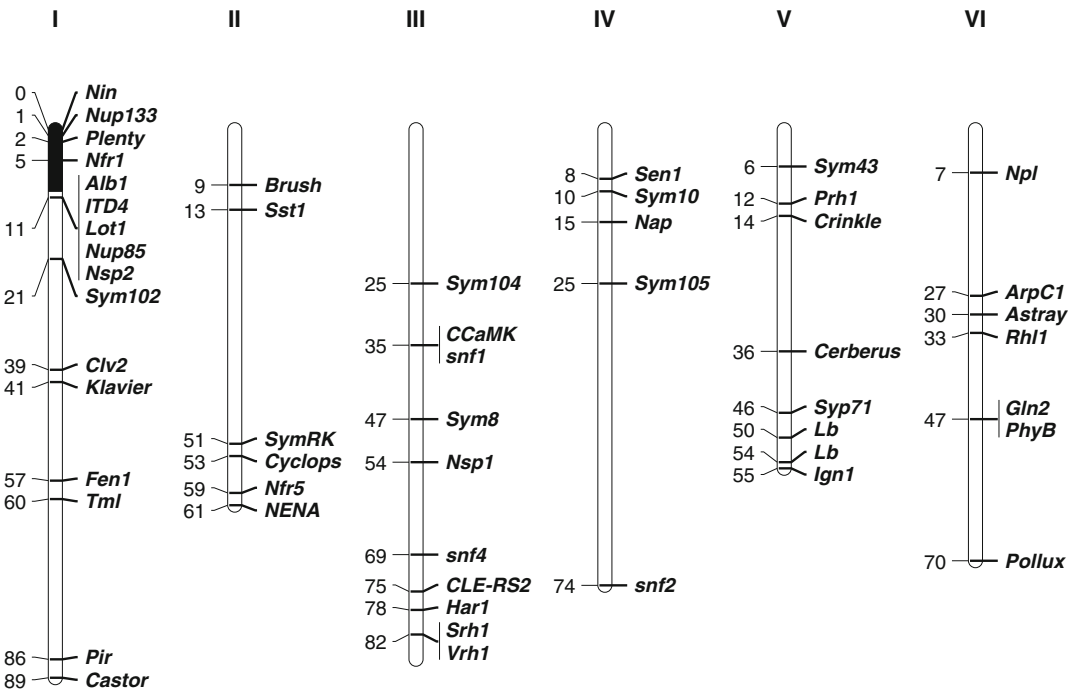 I II III IV V VI
0 Nin
1 Nup133
2 Plenty
5 Nfr1
Alb1
ITD4
11 Lot1
Nup85
Nsp2
21 Sym102
39 Clv2
41 Klavier
57 Fen1
60 Tml
86 Pir
89 Castor
9 Brush
13 Sst1
51 SymRK
53 Cyclops
59 Nfr5
61 NENA
25 Sym104
35 CCaMK
snf1
47 Sym8
54 Nsp1
69 snf4
75 CLE-RS2
78 Har1
82 Srh1
Vrh1
8 Sen1
10 Sym10
15 Nap
25 Sym105
74 snf2
6 Sym43
12 Prh1
14 Crinkle
36 Cerberus
46 Syp71
50 Lb
54 Lb
55 Ign1
7 Npl
27 ArpC1
30 Astray
33 Rhl1
47 Gln2
PhyB
70 Pollux